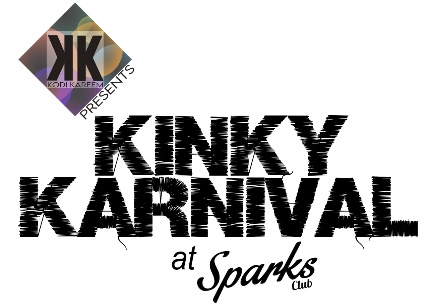 KK
KODI KAREEM
PRESENTS
KINKY
KARNIVAL
at Sparks
Club